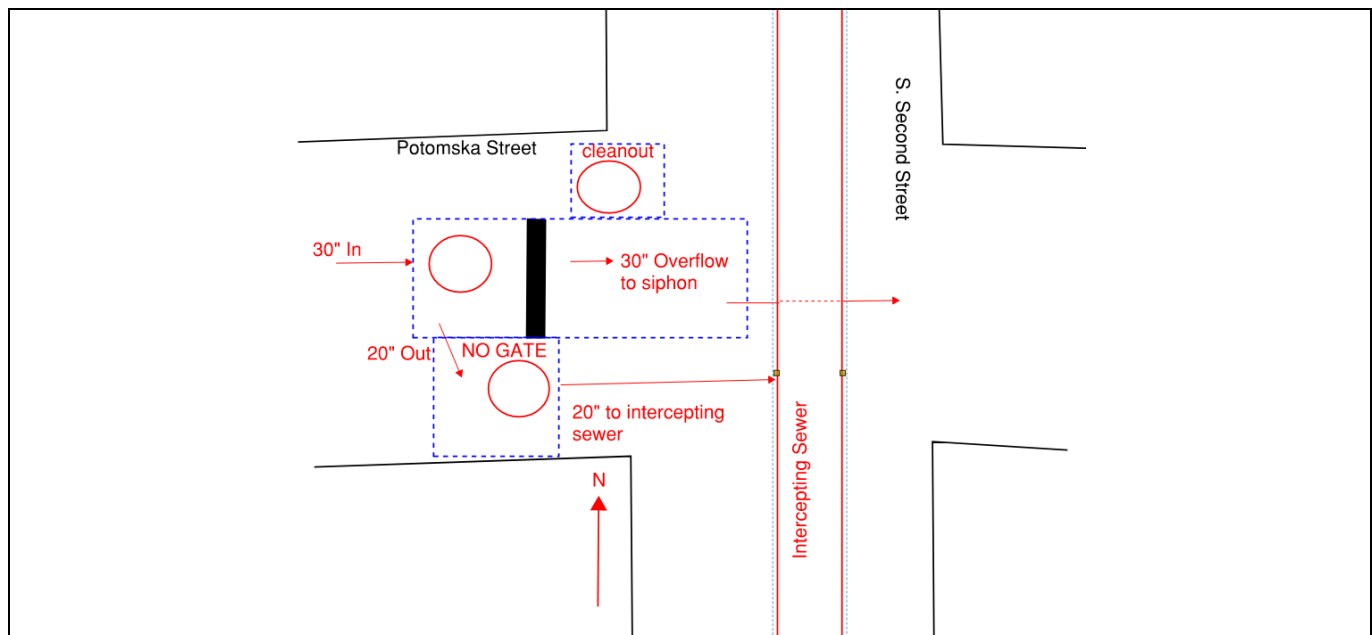 S. Second Street
Potomska Street
cleanout
30" In
30" Overflow
to siphon
20" Out
NO GATE
20" to intercepting
sewer
Intercepting Sewer
N